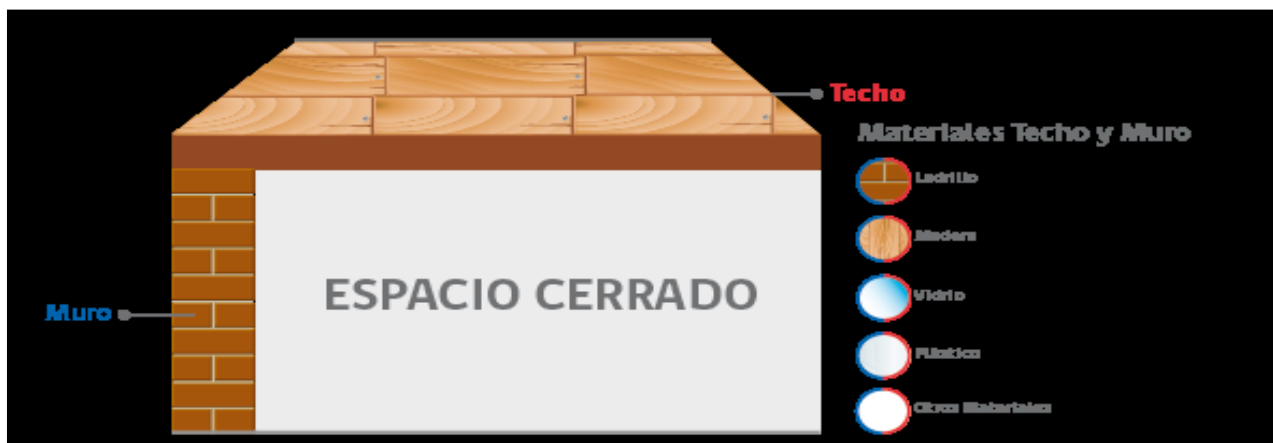 Techo
Materiales Techo y Muro
Ladrillo
Madera
Vidrio
Plástico
Otros Materiales
ESPACIO CERRADO
Muro